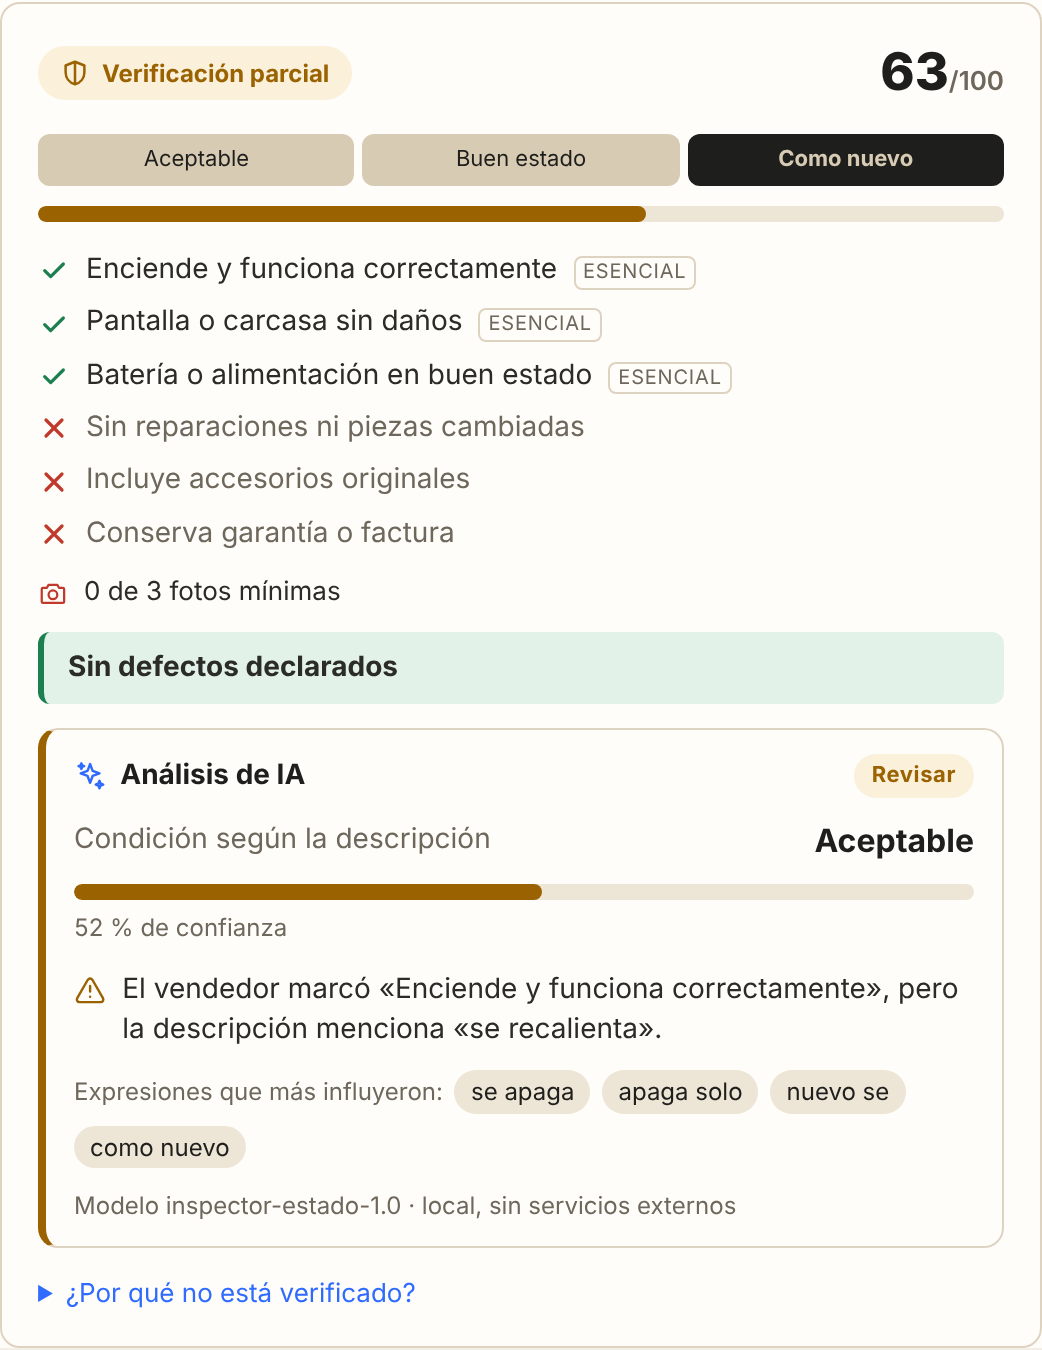 Verificación parcial
63/100
Aceptable
Buen estado
Como nuevo
Enciende y funciona correctamente ESENCIAL
Pantalla o carcasa sin daños ESENCIAL
Batería o alimentación en buen estado ESENCIAL
Sin reparaciones ni piezas cambiadas
Incluye accesorios originales
Conserva garantía o factura
0 de 3 fotos mínimas
Sin defectos declarados
Análisis de IA
Revisar
Condición según la descripción
Aceptable
52 % de confianza
El vendedor marcó «Enciende y funciona correctamente», pero
la descripción menciona «se recalienta».
Expresiones que más influyeron: se apaga apaga solo nuevo se
como nuevo
Modelo inspector-estado-1.0 · local, sin servicios externos
¿Por qué no está verificado?